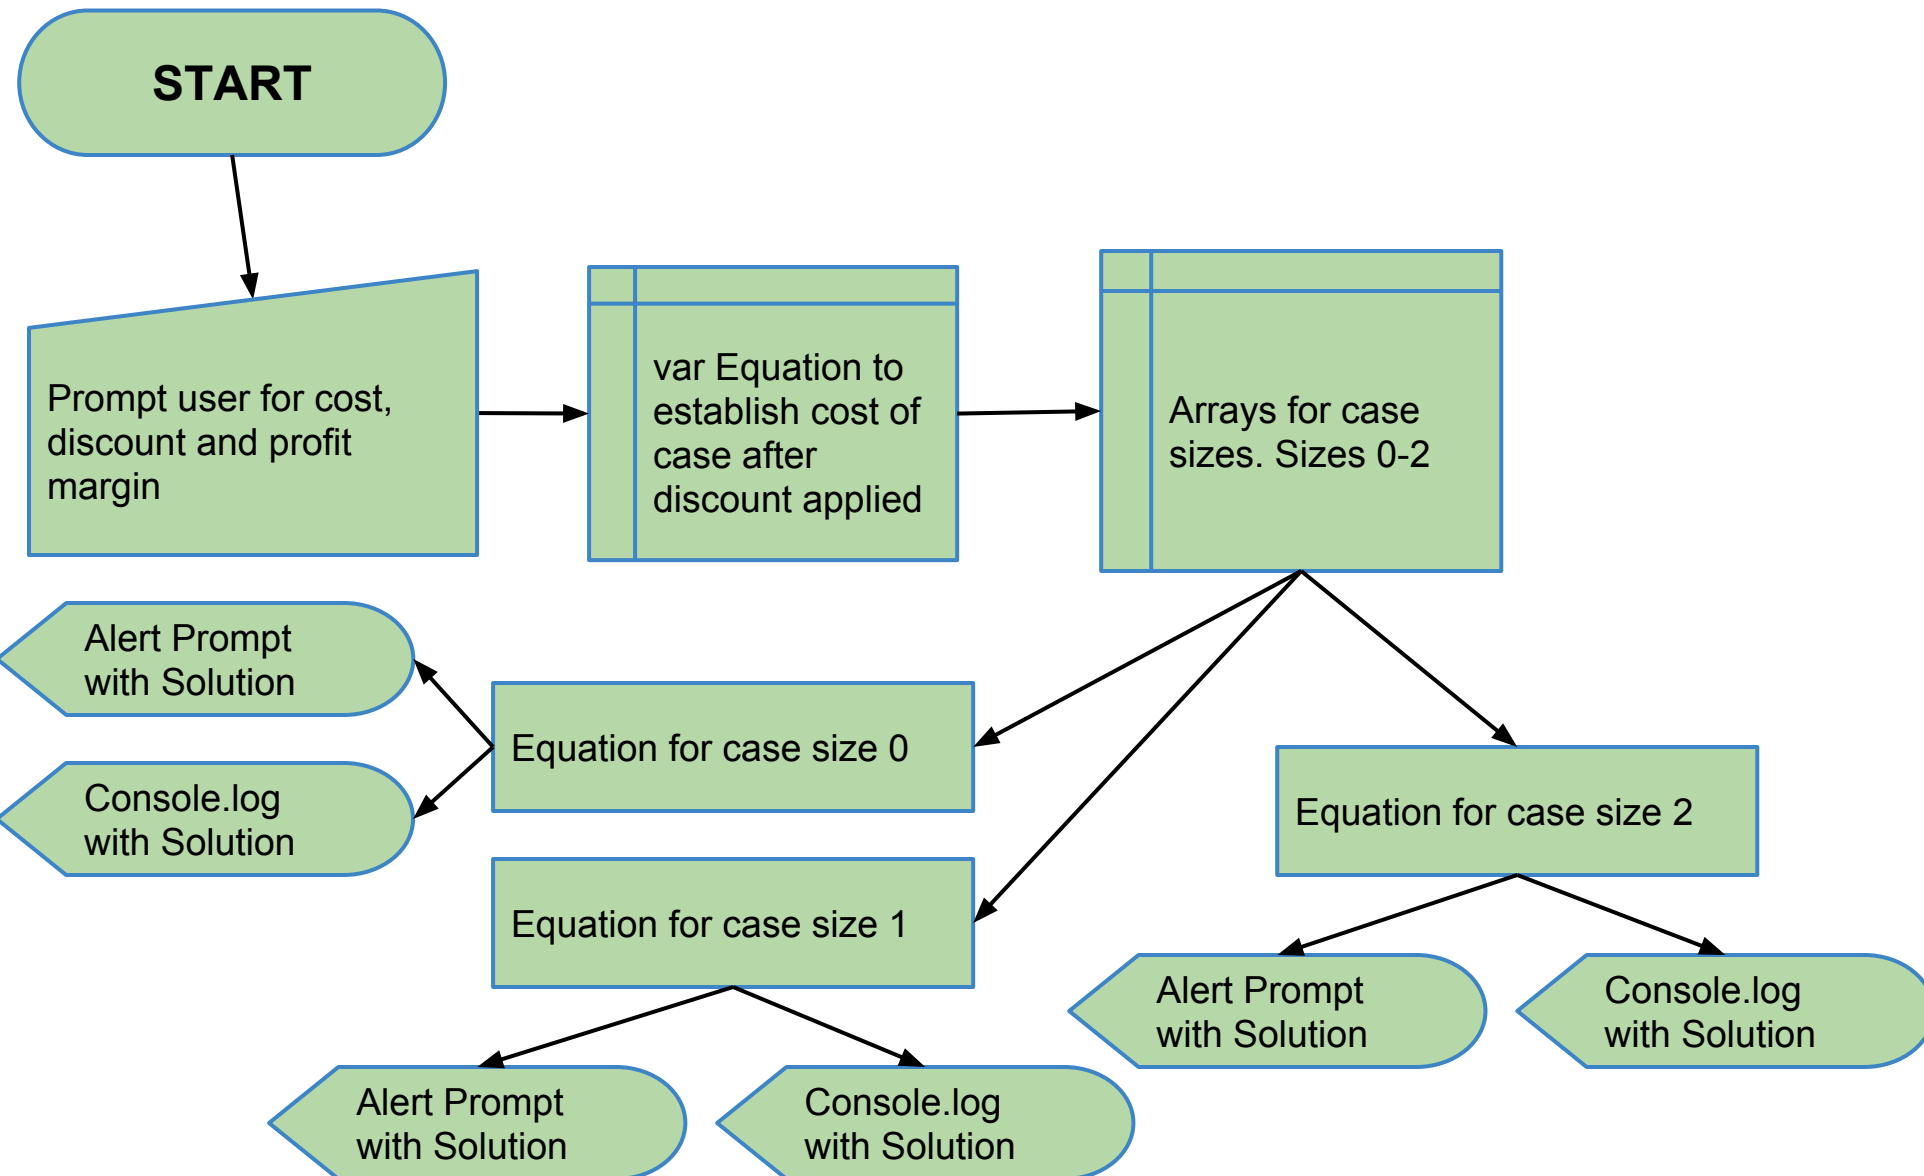 START
Prompt user for cost,
discount and profit
margin
var Equation to
establish cost of
case after
discount applied
Arrays for case
sizes. Sizes 0-2
Alert Prompt
with Solution
Console.log
with Solution
Equation for case size 0
Equation for case size 1
Equation for case size 2
Alert Prompt
with Solution
Console.log
with Solution
Alert Prompt
with Solution
Console.log
with Solution